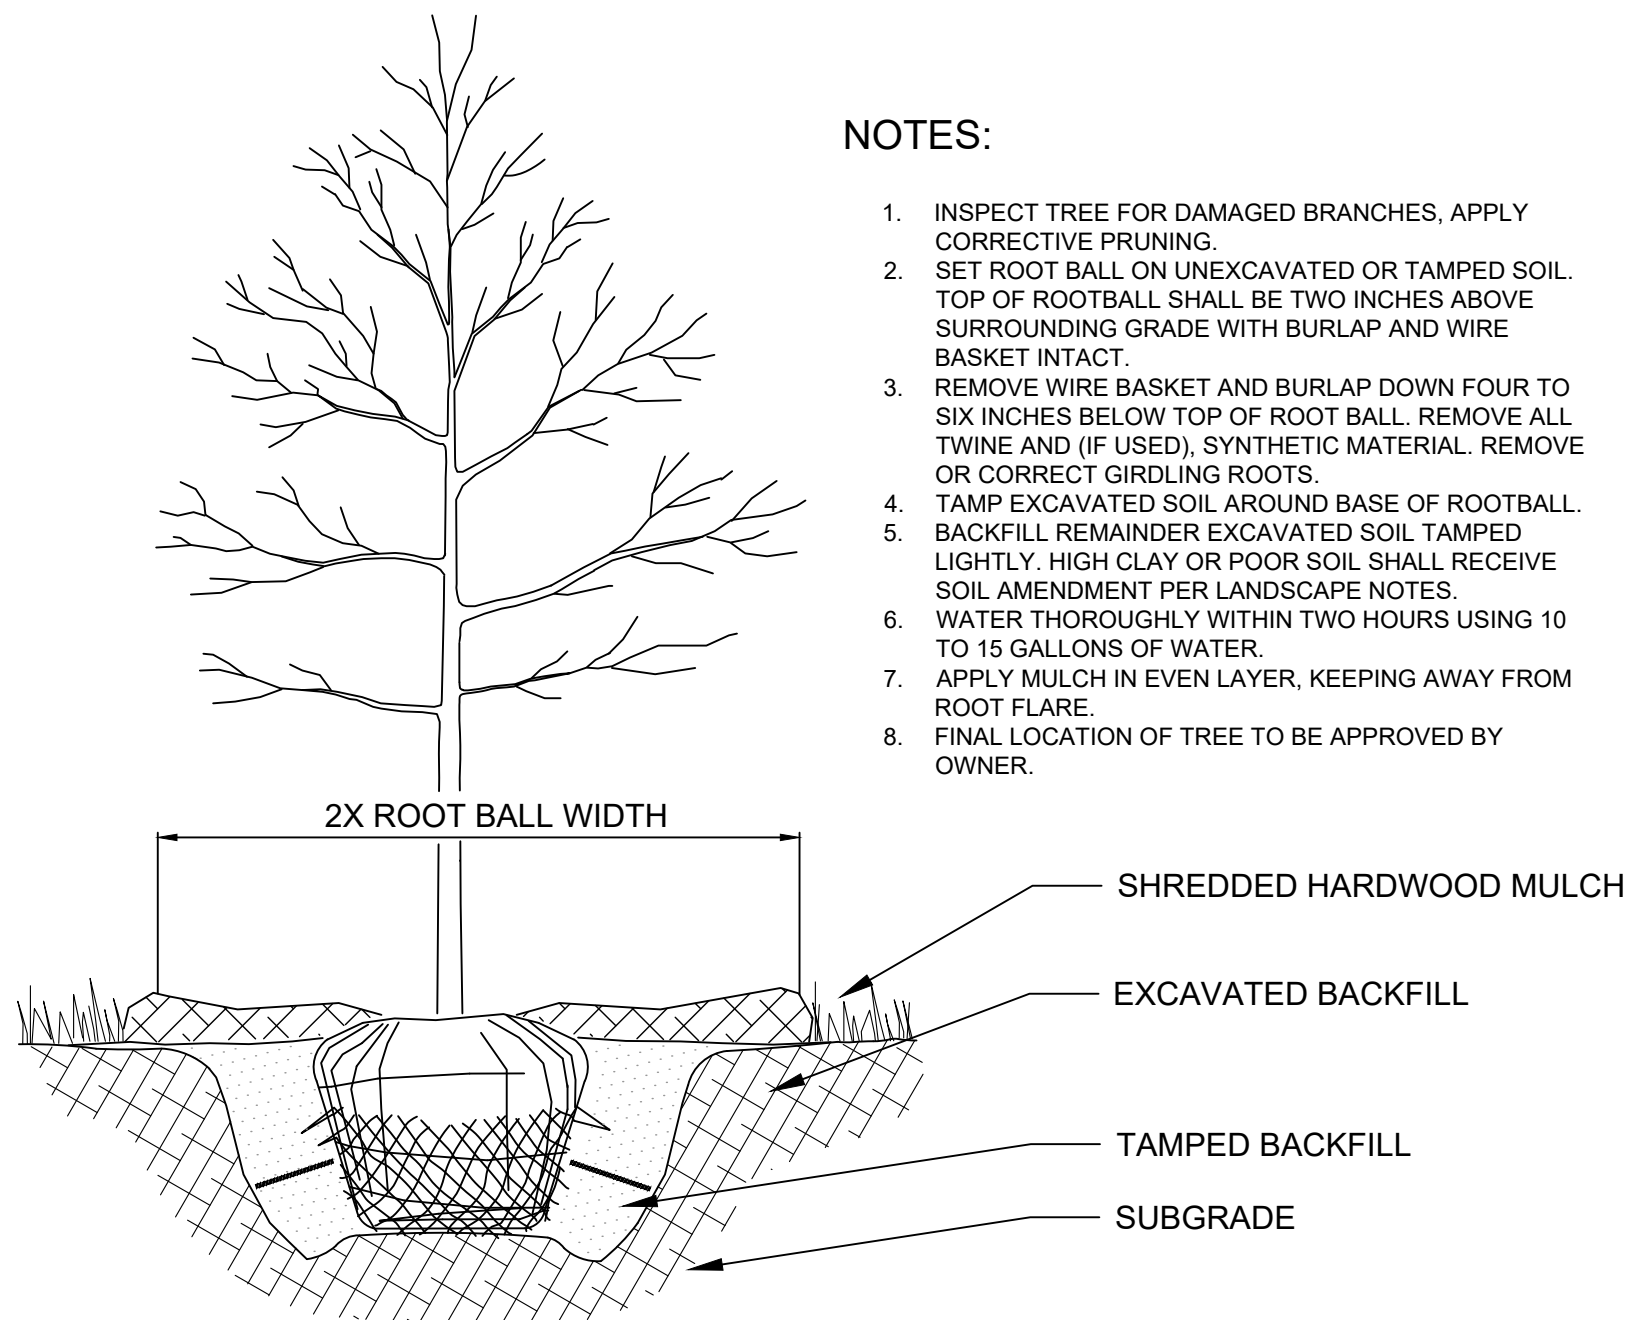 NOTES:
1. INSPECT TREE FOR DAMAGED BRANCHES, APPLY
CORRECTIVE PRUNING.
2. SET ROOT BALL ON UNEXCAVATED OR TAMPED SOIL.
TOP OF ROOTBALL SHALL BE TWO INCHES ABOVE
SURROUNDING GRADE WITH BURLAP AND WIRE
BASKET INTACT.
3. REMOVE WIRE BASKET AND BURLAP DOWN FOUR TO
SIX INCHES BELOW TOP OF ROOT BALL. REMOVE ALL
TWINE AND (IF USED), SYNTHETIC MATERIAL. REMOVE
OR CORRECT GIRDLING ROOTS.
4. TAMP EXCAVATED SOIL AROUND BASE OF ROOTBALL.
5. BACKFILL REMAINDER EXCAVATED SOIL TAMPED
LIGHTLY. HIGH CLAY OR POOR SOIL SHALL RECEIVE
SOIL AMENDMENT PER LANDSCAPE NOTES.
6. WATER THOROUGHLY WITHIN TWO HOURS USING 10
TO 15 GALLONS OF WATER.
7. APPLY MULCH IN EVEN LAYER, KEEPING AWAY FROM
ROOT FLARE.
8. FINAL LOCATION OF TREE TO BE APPROVED BY
OWNER.
2X ROOT BALL WIDTH
SHREDDED HARDWOOD MULCH
EXCAVATED BACKFILL
TAMPED BACKFILL
SUBGRADE